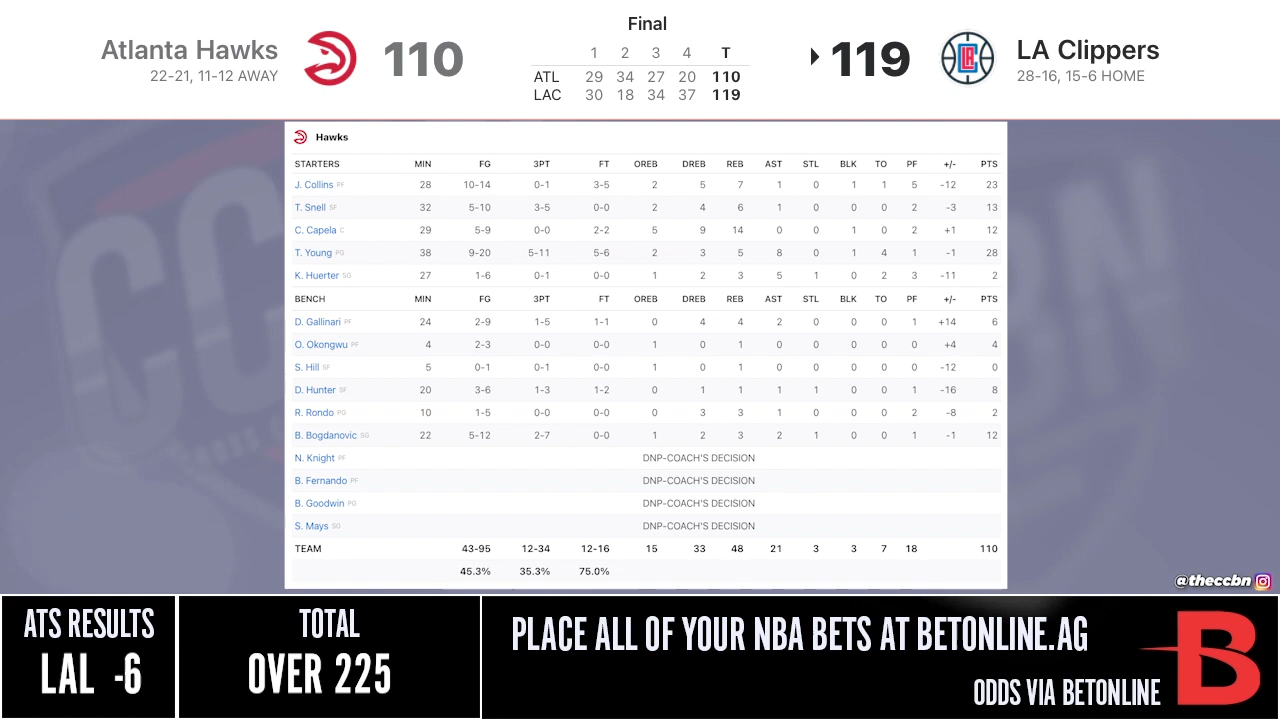 Final
Atlanta Hawks
22-21, 11-12 AWAY
110
1 2 3 4 T
ATL 29 34 27 20 110
LAC 30 18 34 37 119
119
LA Clippers
28-16, 15-6 HOME
Hawks
STARTERS MIN FG 3PT FT OREB DREB REB AST STL BLK TO PF +/- PTS
J. Collins PF 28 10-14 0-1 3-5 2 5 7 1 0 1 1 5 -12 23
T. Snell SF 32 5-10 3-5 0-0 2 4 6 1 0 0 0 2 -3 13
C. Capela C 29 5-9 0-0 2-2 5 9 14 0 0 1 0 2 +1 12
T. Young PG 38 9-20 5-11 5-6 2 3 5 8 0 1 4 1 -1 28
K. Huerter SG 27 1-6 0-1 0-0 1 2 3 5 1 0 2 3 -11 2
BENCH MIN FG 3PT FT OREB DREB REB AST STL BLK TO PF +/- PTS
D. Gallinari PF 24 2-9 1-5 1-1 0 4 4 2 0 0 0 1 +14 6
O. Okongwu PF 4 2-3 0-0 0-0 1 0 1 0 0 0 0 0 +4 4
S. Hill SF 5 0-1 0-1 0-0 1 0 1 0 0 0 0 0 -12 0
D. Hunter SF 20 3-6 1-3 1-2 0 1 1 1 1 0 0 1 -16 8
R. Rondo PG 10 1-5 0-0 0-0 0 3 3 1 0 0 0 2 -8 2
B. Bogdanovic SG 22 5-12 2-7 0-0 1 2 3 2 1 0 0 1 -1 12
N. Knight PF DNP-COACH'S DECISION
B. Fernando PF DNP-COACH'S DECISION
B. Goodwin PG DNP-COACH'S DECISION
S. Mays SG DNP-COACH'S DECISION
TEAM 43-95 12-34 12-16 15 33 48 21 3 3 7 18 110
45.3% 35.3% 75.0%
@theccbn
ATS RESULTS
LAL -6
TOTAL
OVER 225
PLACE ALL OF YOUR NBA BETS AT BETONLINE.AG
ODDS VIA BETONLINE
B